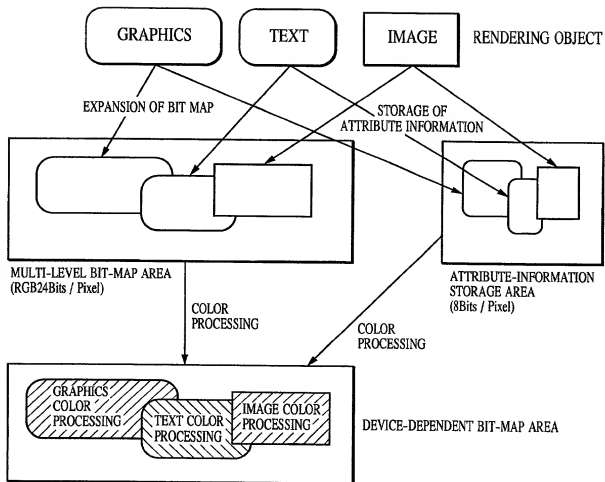 GRAPHICS
TEXT
IMAGE
RENDERING OBJECT
EXPANSION OF BIT MAP
STORAGE OF
ATTRIBUTE INFORMATION
MULTI-LEVEL BIT-MAP AREA
(RGB24Bits / Pixel)
ATTRIBUTE-INFORMATION
STORAGE AREA
(8Bits / Pixel)
COLOR
PROCESSING
COLOR
PROCESSING
GRAPHICS
COLOR
PROCESSING
TEXT COLOR
PROCESSING
IMAGE COLOR
PROCESSING
DEVICE-DEPENDENT BIT-MAP AREA